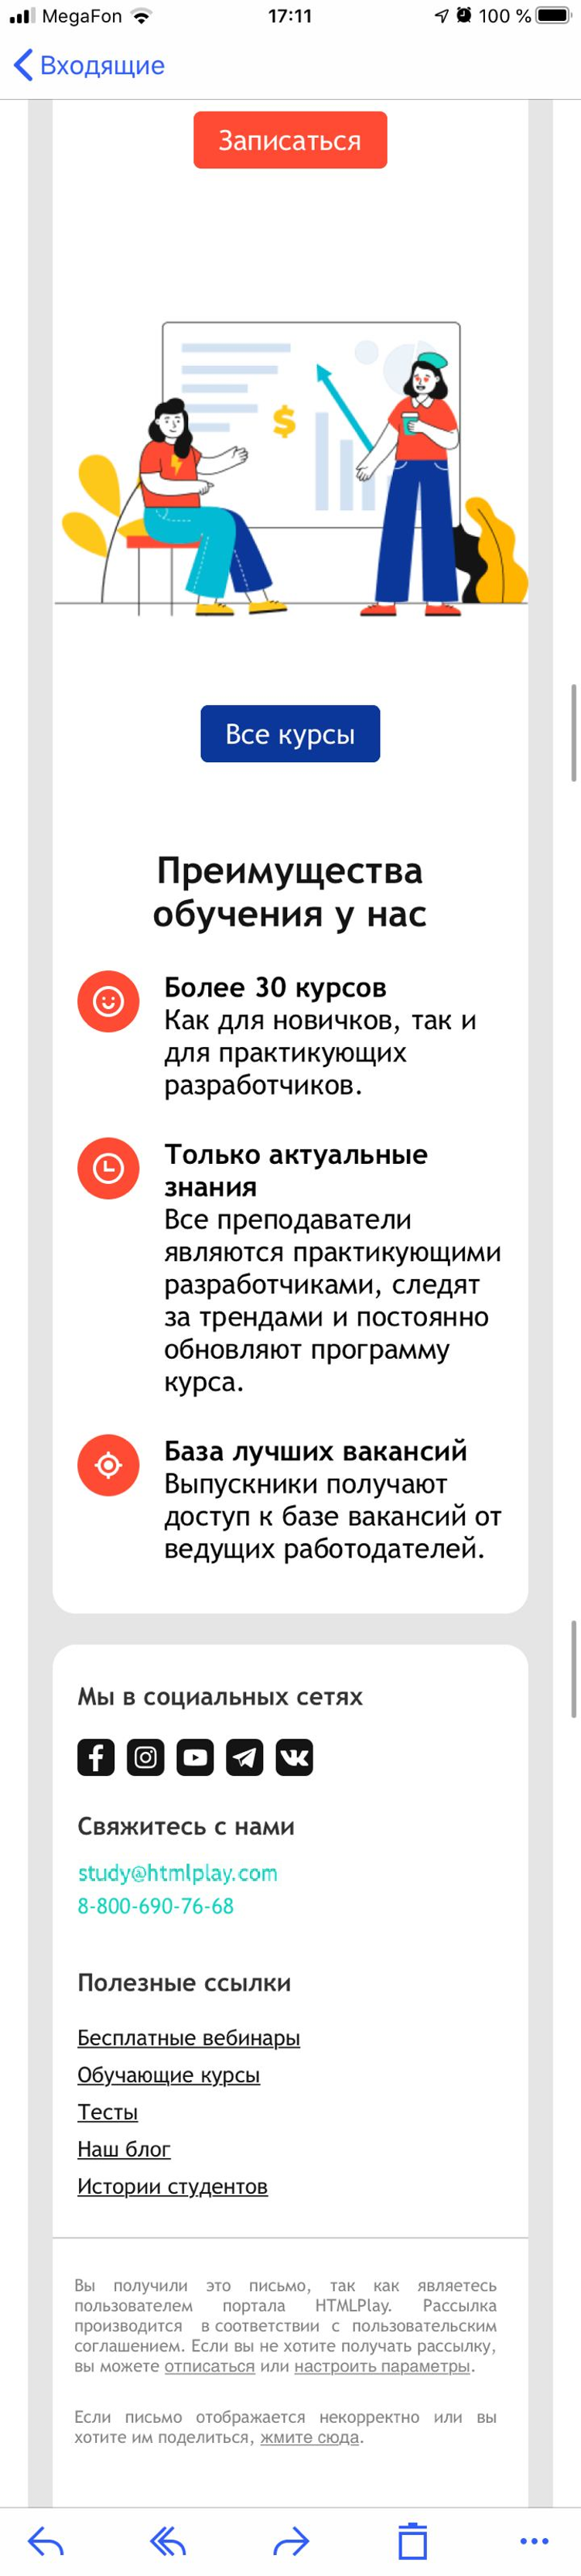 MegaFon
17:11
100 %
Входящие
Записаться
$
Все курсы
Преимущества
обучения у нас
Более 30 курсов
Как для новичков, так и
для практикующих
разработчиков.
Только актуальные
знания
Все преподаватели
являются практикующими
разработчиками, следят
за трендами и постоянно
обновляют программу
курса.
База лучших вакансий
Выпускники получают
доступ к базе вакансий от
ведущих работодателей.
Мы в социальных сетях
Свяжитесь с нами
study@htmlplay.com
8-800-690-76-68
Полезные ссылки
Бесплатные вебинары
Обучающие курсы
Тесты
Наш блог
Истории студентов
Вы получили это письмо, так как являетесь
пользователем портала HTMLPlay. Рассылка
производится в соответствии с пользовательским
соглашением. Если вы не хотите получать рассылку,
вы можете отписаться или настроить параметры.
Если письмо отображается некорректно или вы
хотите им поделиться, жмите сюда.